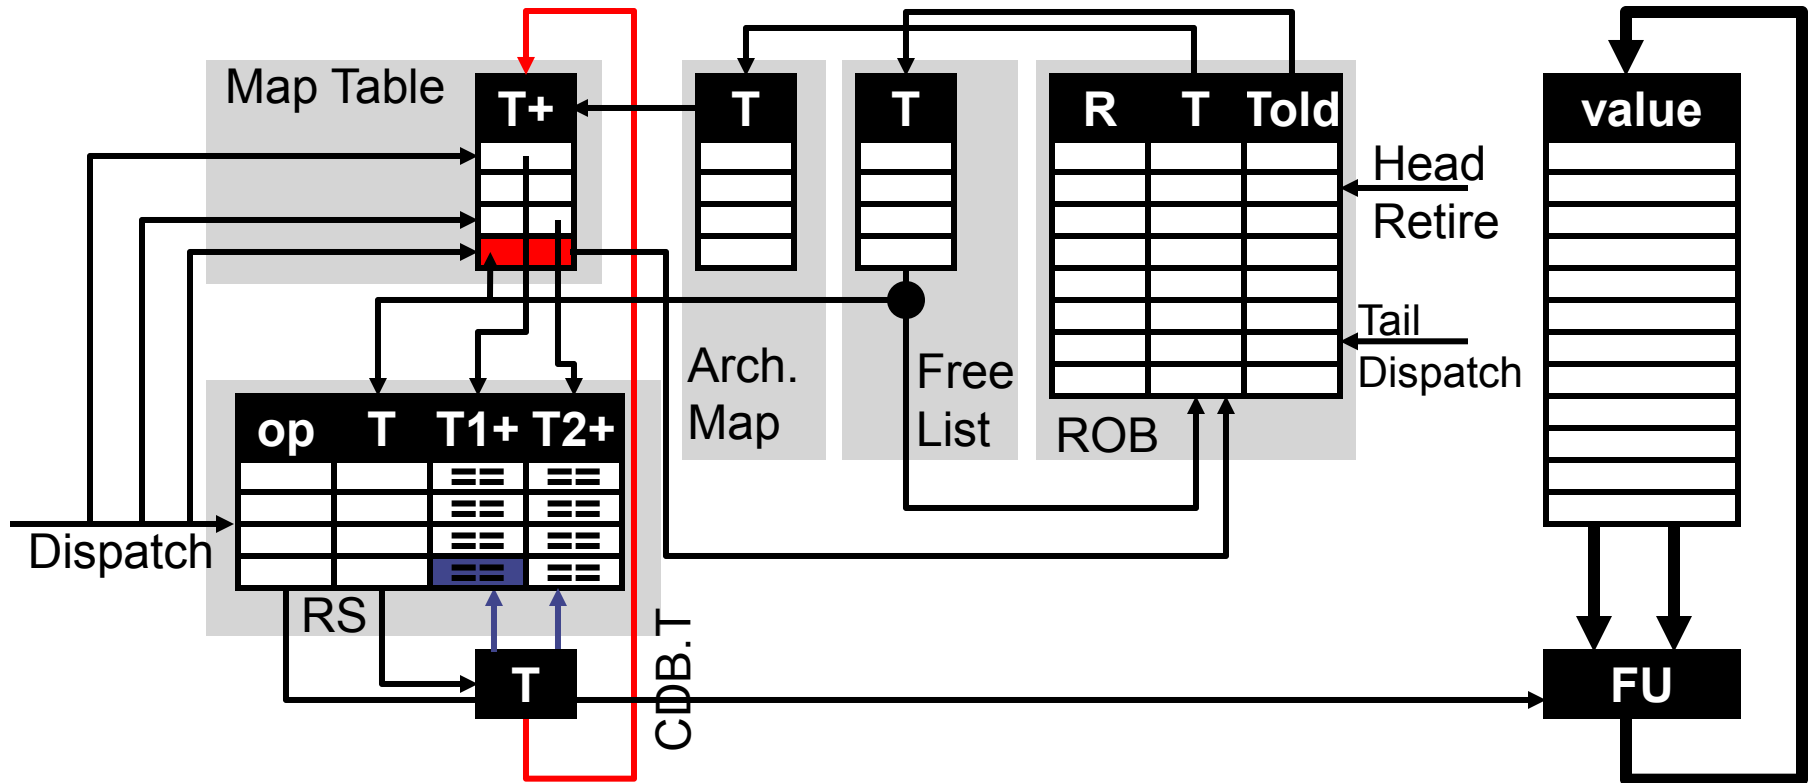 Map Table
T+
T
T
R T Told
value
Head
Retire
Tail
Dispatch
Arch.
Map
Free
List
ROB
op T T1+ T2+
== ==
== ==
== ==
== ==
Dispatch
RS
CDB.T
T
FU